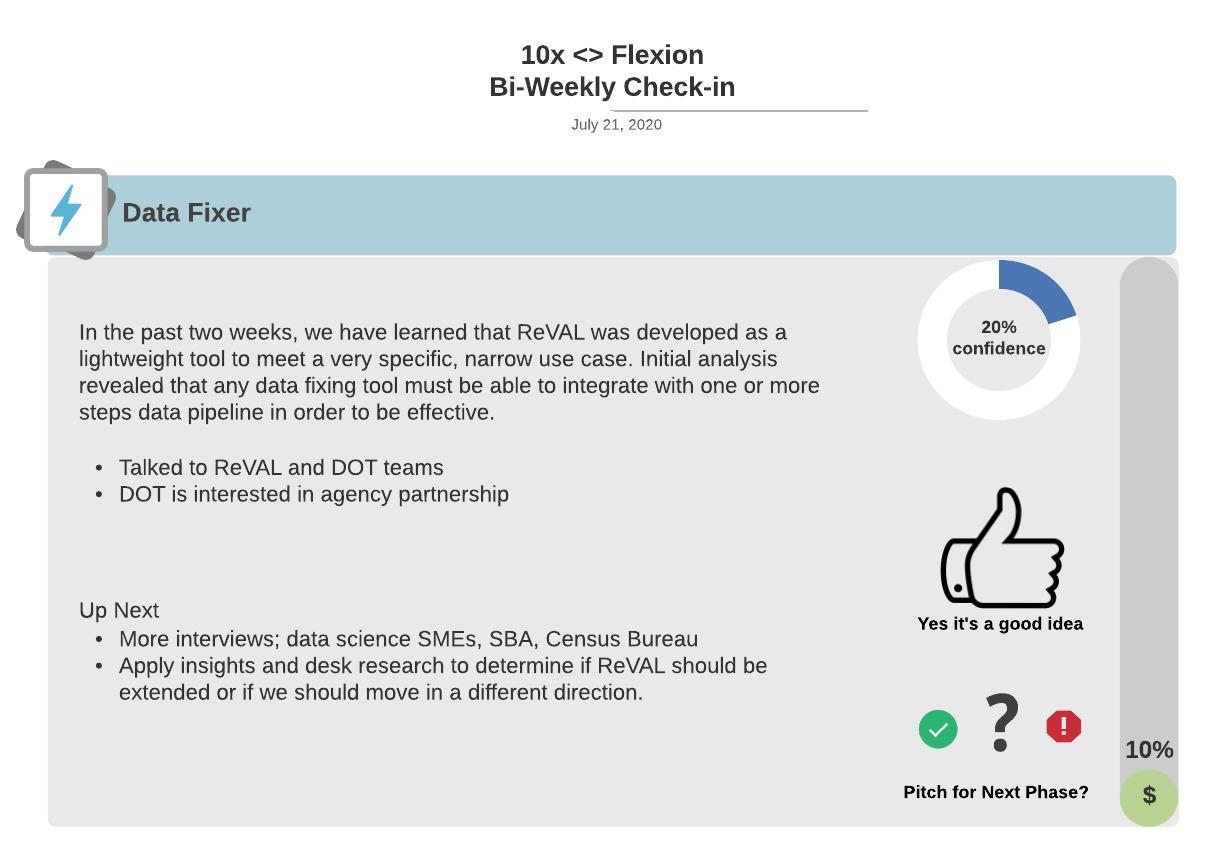 10x <> Flexion
Bi-Weekly Check-in
July 21, 2020
Data Fixer
In the past two weeks, we have learned that ReVAL was developed as a
lightweight tool to meet a very specific, narrow use case. Initial analysis
revealed that any data fixing tool must be able to integrate with one or more
steps data pipeline in order to be effective.
• Talked to ReVAL and DOT teams
• DOT is interested in agency partnership
Up Next
• More interviews; data science SMEs, SBA, Census Bureau
• Apply insights and desk research to determine if ReVAL should be
extended or if we should move in a different direction.
20%
confidence
Yes it's a good idea
?
!
Pitch for Next Phase?
10%
$